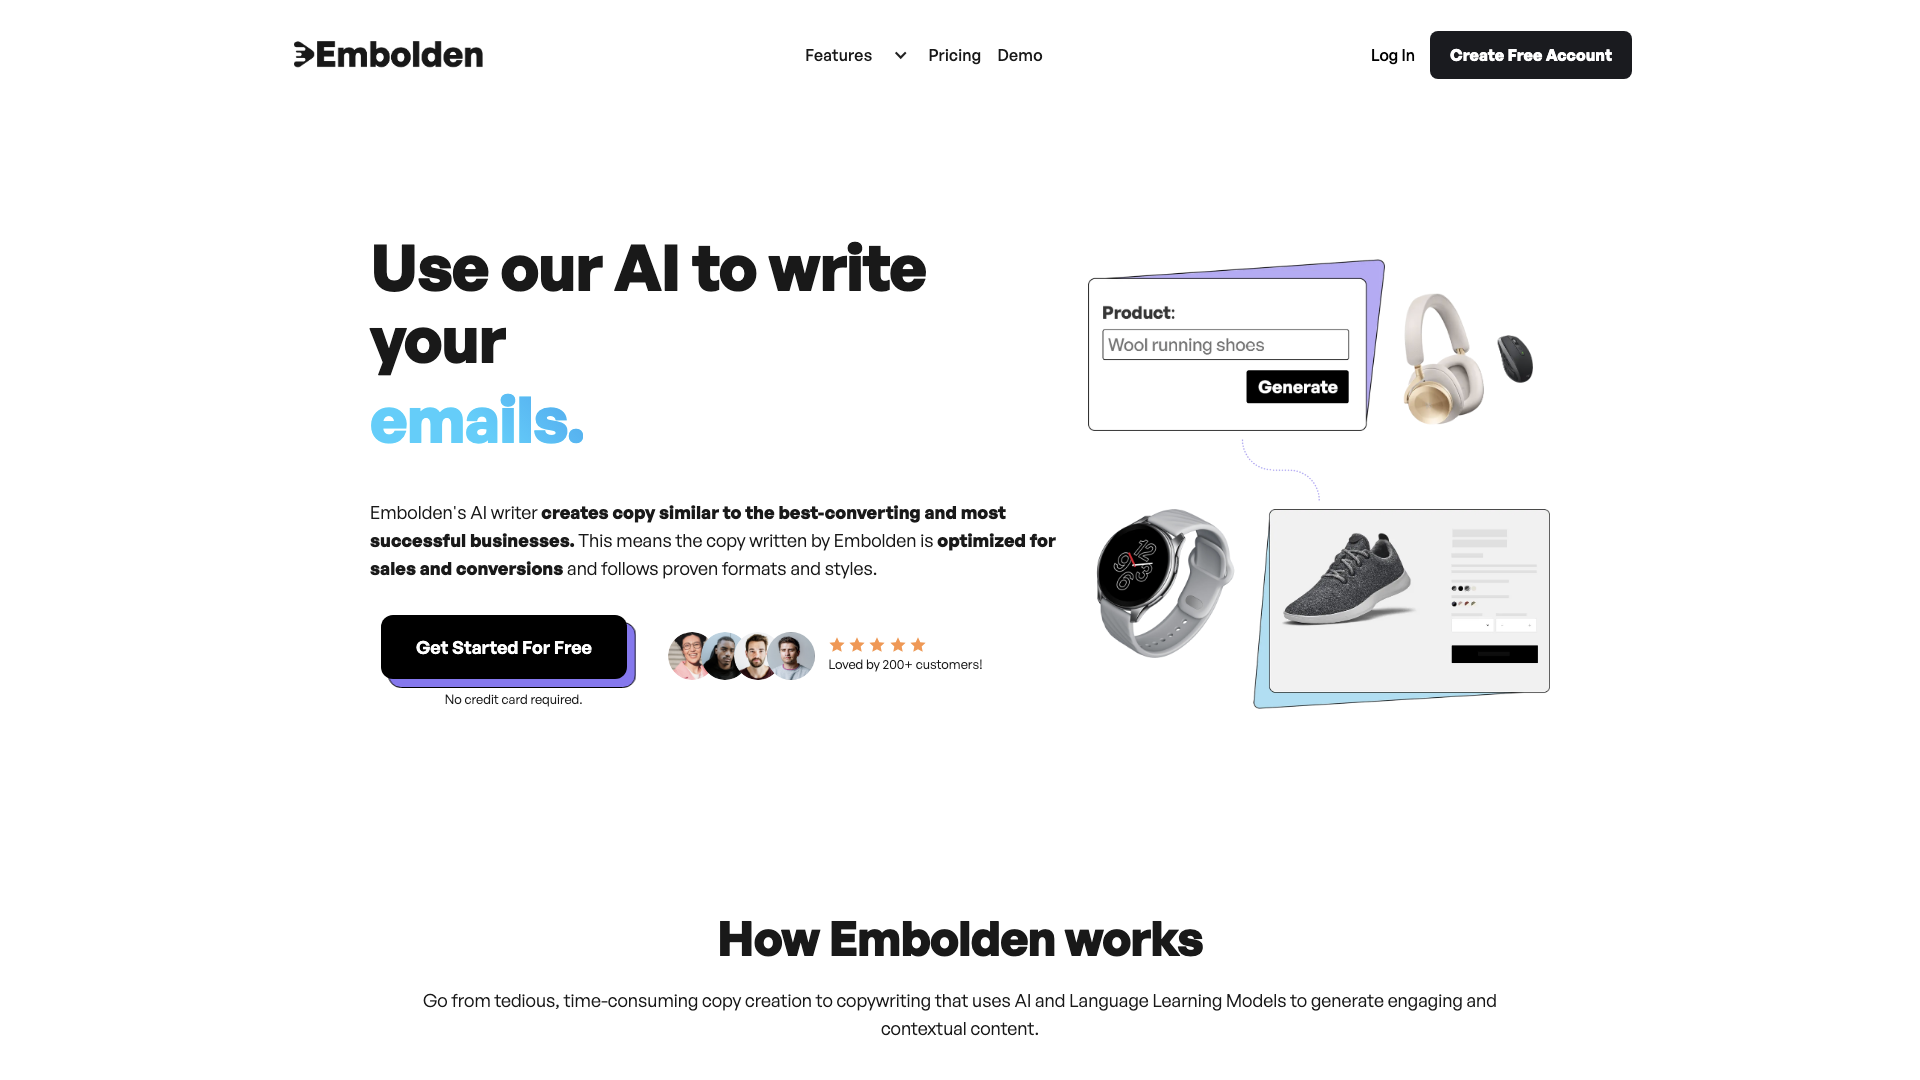 Embolden
Features
Pricing
Demo
Log In
Create Free Account
Use our AI to write
your
emails.
Embolden's AI writer creates copy similar to the best-converting and most
successful businesses. This means the copy written by Embolden is optimized for
sales and conversions and follows proven formats and styles.
Get Started For Free
No credit card required.
Loved by 200+ customers!
Product:
Wool running shoes
Generate
12
3
6
9
How Embolden works
Go from tedious, time-consuming copy creation to copywriting that uses AI and Language Learning Models to generate engaging and
contextual content.